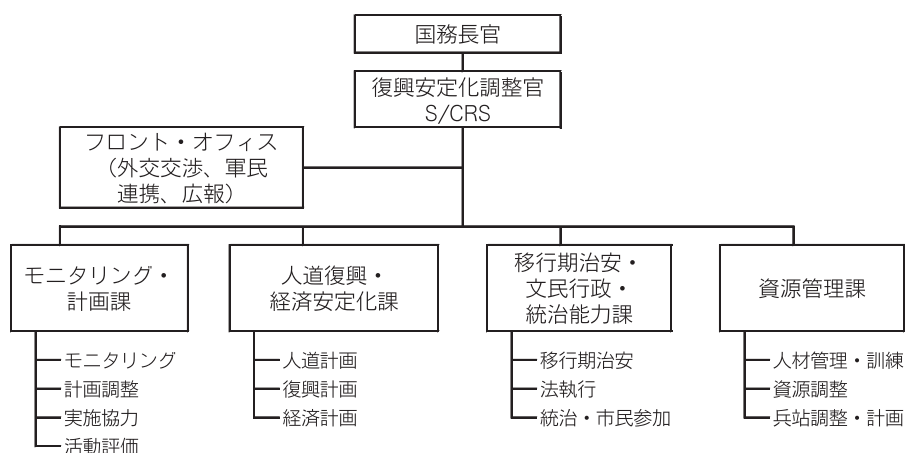 国務長官
復興安定化調整官
S/CRS
フロント・オフィス
（外交交渉、軍民
連携、広報）
モニタリング・
計画課
人道復興・
経済安定化課
移行期治安・
文民行政・
統治能力課
資源管理課
モニタリング
計画調整
実施協力
活動評価
人道計画
復興計画
経済計画
移行期治安
法執行
統治・市民参加
人材管理・訓練
資源調整
兵站調整・計画